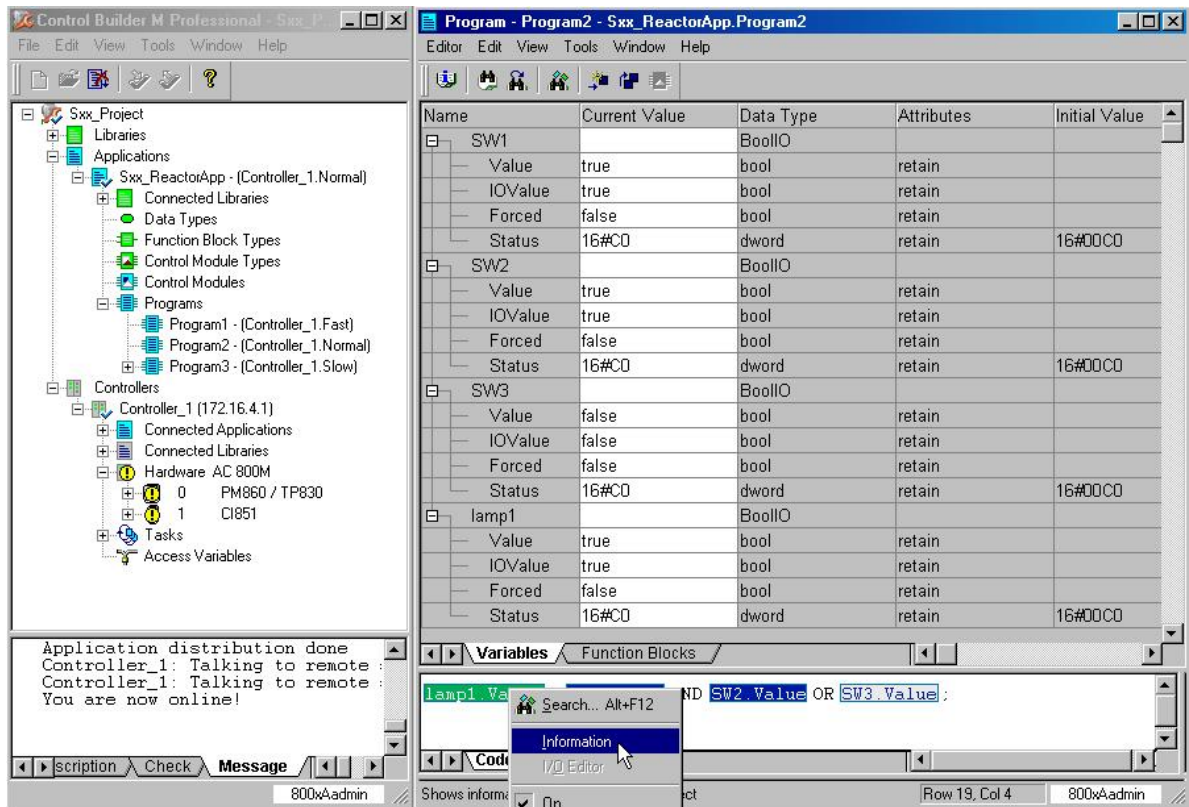 Control Builder M Professional - Sxx_P
File Edit View Tools Window Help
Sxx_Project
Libraries
Applications
Sxx_ReactorApp - (Controller_1.Normal)
Connected Libraries
Data Types
Function Block Types
Control Module Types
Control Modules
Programs
Program1 - (Controller_1.Fast)
Program2 - (Controller_1.Normal)
Program3 - (Controller_1.Slow)
Controllers
Controller_1 (172.16.4.1)
Connected Applications
Connected Libraries
Hardware AC 800M
0 PM860 / TP830
1 CI851
Tasks
Access Variables
Application distribution done
Controller_1: Talking to remote
Controller_1: Talking to remote
You are now online!
scription Check Message
800xAadmin
Program - Program2 - Sxx_ReactorApp.Program2
Editor Edit View Tools Window Help
Name Current Value Data Type Attributes Initial Value
SW1 BoolIO
Value true bool retain
IOValue true bool retain
Forced false bool retain
Status 16#C0 dword retain 16#00C0
SW2 BoolIO
Value true bool retain
IOValue true bool retain
Forced false bool retain
Status 16#C0 dword retain 16#00C0
SW3 BoolIO
Value false bool retain
IOValue false bool retain
Forced false bool retain
Status 16#C0 dword retain 16#00C0
lamp1 BoolIO
Value true bool retain
IOValue true bool retain
Forced false bool retain
Status 16#C0 dword retain 16#00C0
Variables Function Blocks
lamp1.Va ND SW2.Value OR SW3.Value;
Search... Alt+F12
Information
I/O Editor
On
Code
Shows informa ct Row 19, Col 4 800xAadmin